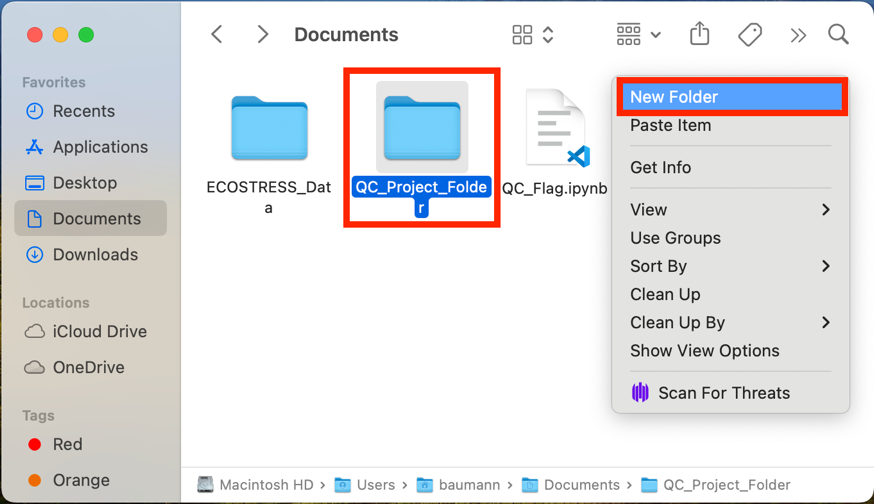 Documents
Favorites
Recents
Applications
Desktop
Documents
Downloads
Locations
iCloud Drive
OneDrive
Tags
Red
Orange
ECOSTRESS_Dat
a
QC_Project_Folde
r
QC_Flag.ipynb
New Folder
Paste Item
Get Info
View
Use Groups
Sort By
Clean Up
Clean Up By
Show View Options
Scan For Threats
Macintosh HD › Users › baumann › Documents › QC_Project_Folder